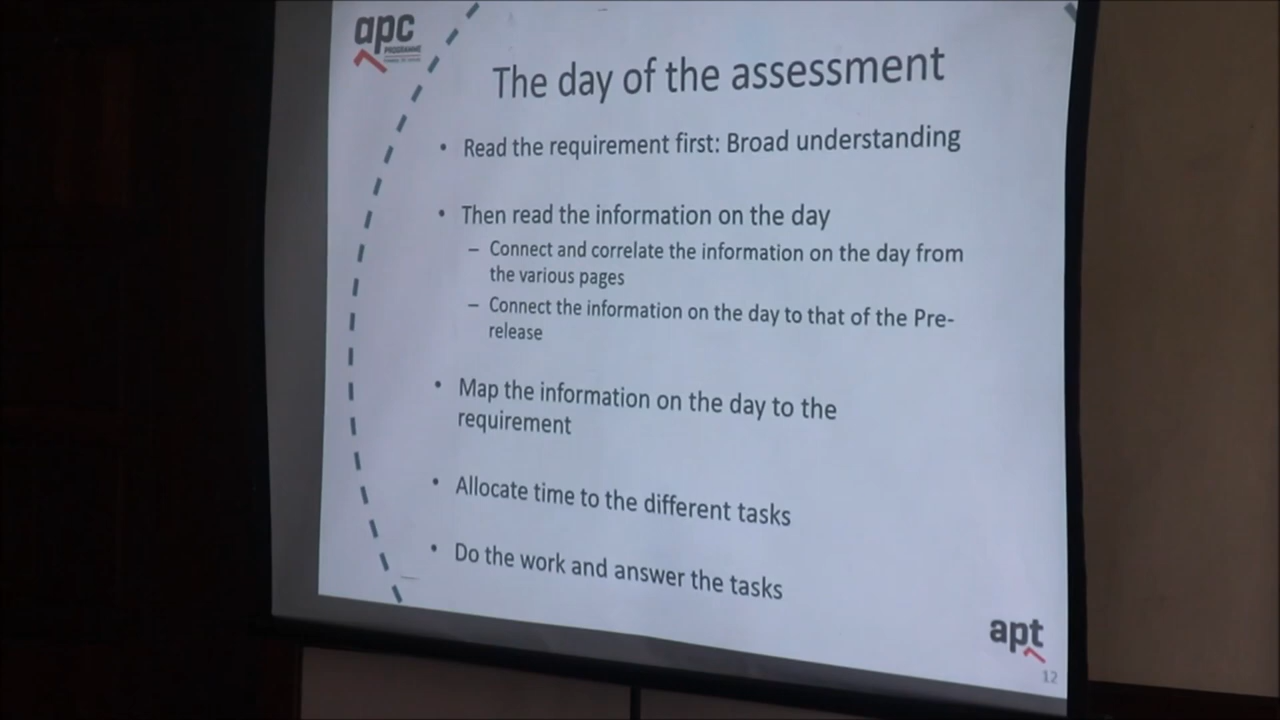 apc
PROGRAMME
The day of the assessment
• Read the requirement first: Broad understanding
• Then read the information on the day
– Connect and correlate the information on the day from
the various pages
– Connect the information on the day to that of the Pre-
release
• Map the information on the day to the
requirement
• Allocate time to the different tasks
• Do the work and answer the tasks
apt
12